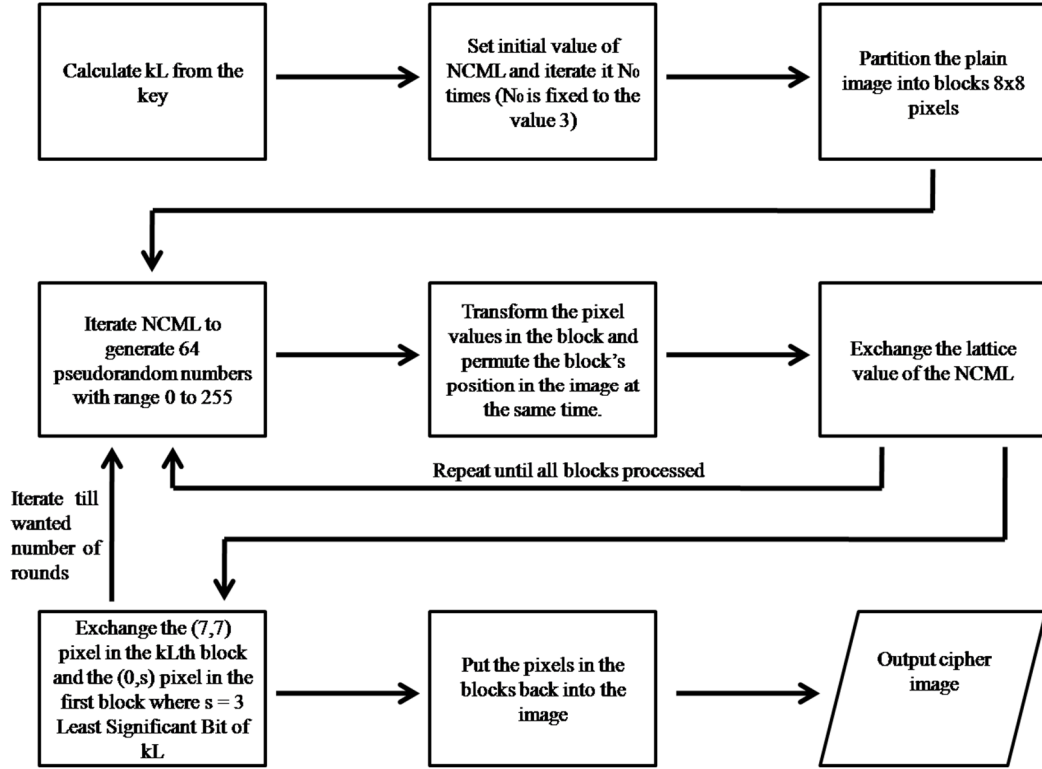 Calculate kL from the
key
Set initial value of
NCML and iterate it N₀
times (N₀ is fixed to the
value 3)
Partition the plain
image into blocks 8x8
pixels
Iterate NCML to
generate 64
pseudorandom numbers
with range 0 to 255
Transform the pixel
values in the block and
permute the block's
position in the image at
the same time.
Exchange the lattice
value of the NCML
Repeat until all blocks processed
Iterate till
wanted
number of
rounds
Exchange the (7,7)
pixel in the kLth block
and the (0,s) pixel in the
first block where s = 3
Least Significant Bit of
kL
Put the pixels in the
blocks back into the
image
Output cipher
image